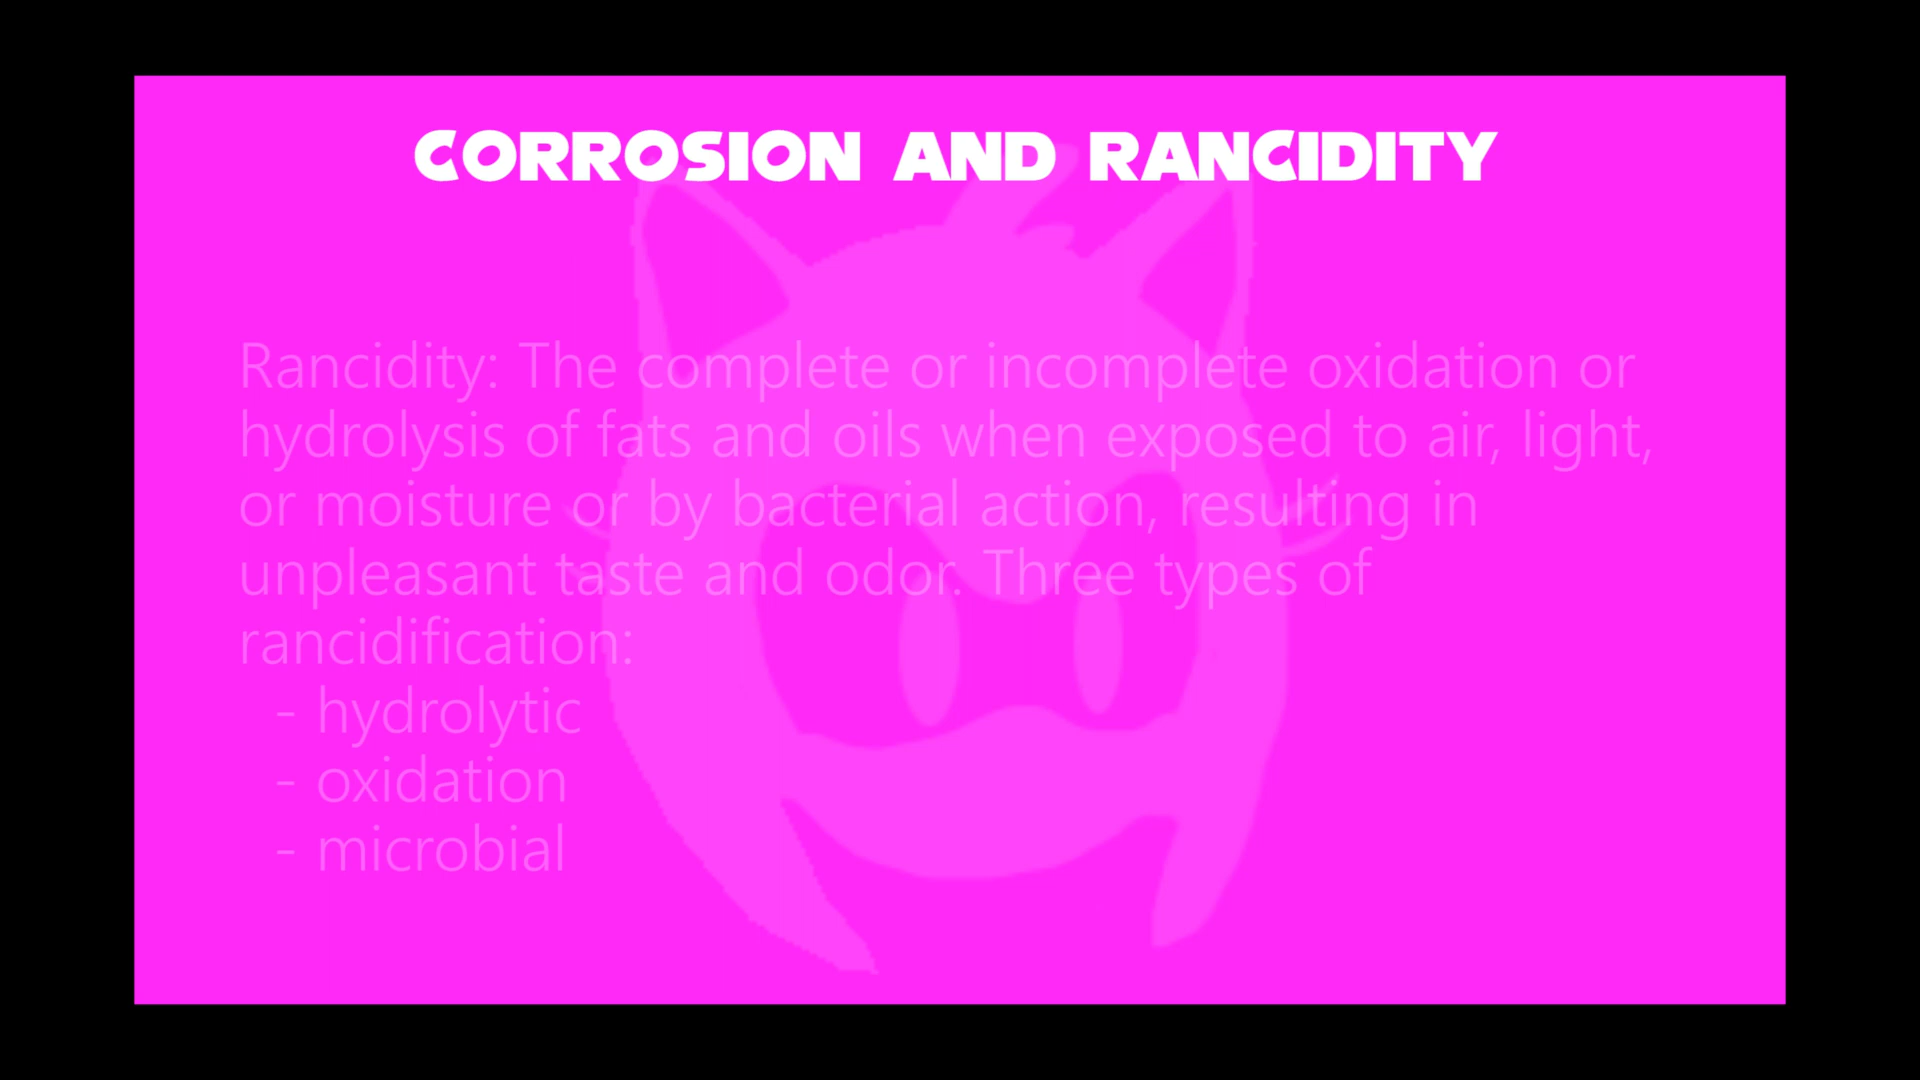 CORROSION AND RANCIDITY
Rancidity: The complete or incomplete oxidation or
hydrolysis of fats and oils when exposed to air, light,
or moisture or by bacterial action, resulting in
unpleasant taste and odor. Three types of
rancidification:
- hydrolytic
- oxidation
- microbial